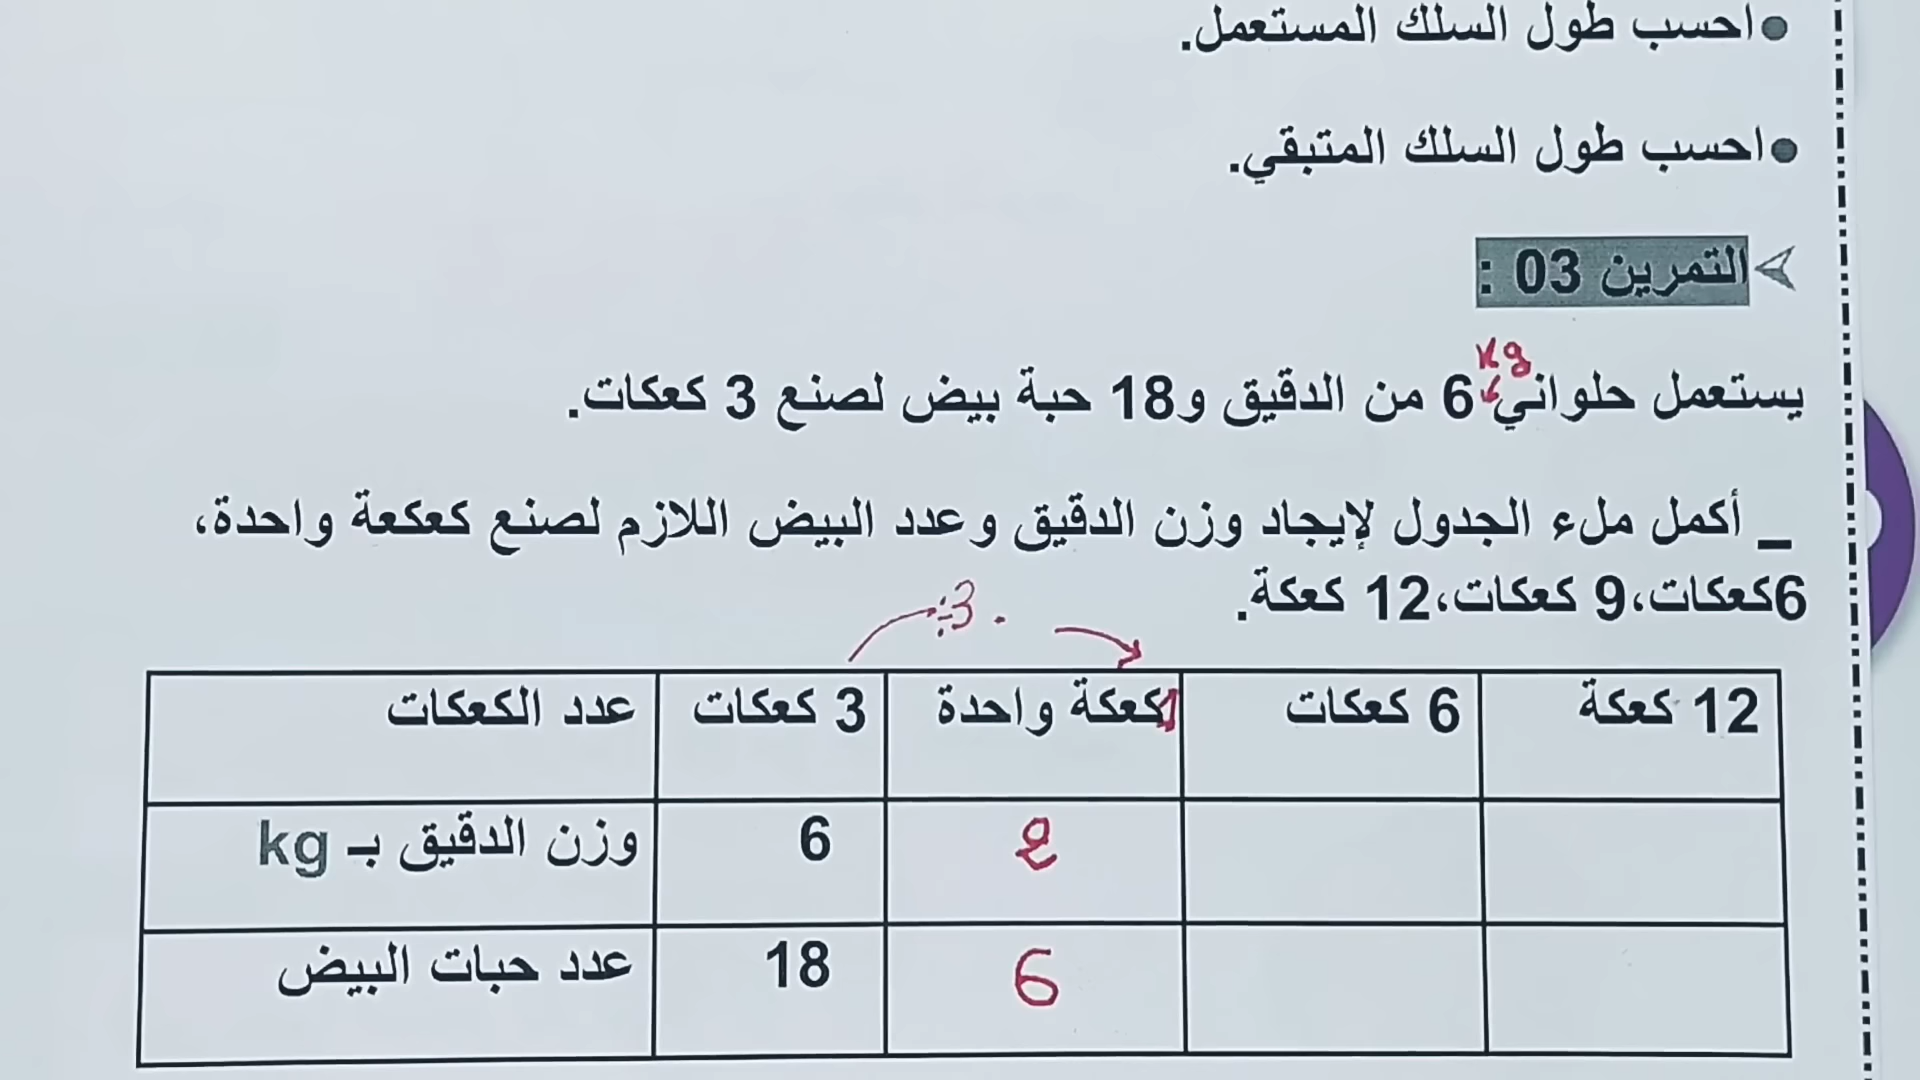 احسب طول السلك المستعمل.
احسب طول السلك المتبقي.
التمرين 03 :
kg
يستعمل حلواني 6 من الدقيق و18 حبة بيض لصنع 3 كعكات.
_ أكمل ملء الجدول لإيجاد وزن الدقيق وعدد البيض اللازم لصنع كعكعة واحدة،
6كعكات،9 كعكات،12 كعكة.
÷3
عدد الكعكات 3 كعكات 1كعكة واحدة 6 كعكات 12 كعكة
وزن الدقيق بـ kg 6 2
عدد حبات البيض 18 6